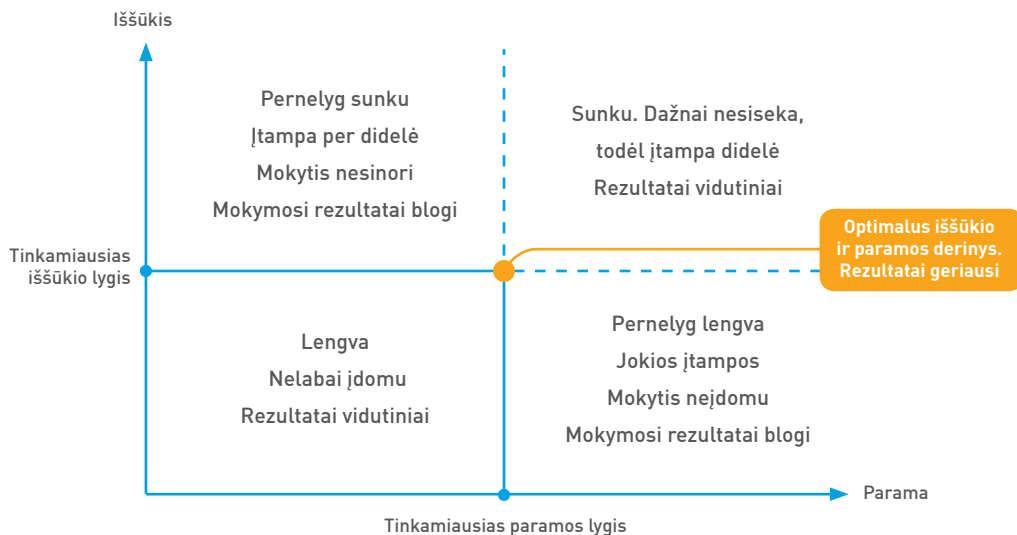 Iššūkis
Pernelyg sunku
Įtampa per didelė
Mokytis nesinori
Mokymosi rezultatai blogi
Sunku. Dažnai nesiseka,
todėl įtampa didelė
Rezultatai vidutiniai
Optimalus iššūkio
ir paramos derinys.
Rezultatai geriausi
Tinkamiausias
iššūkio lygis
Lengva
Nelabai įdomu
Rezultatai vidutiniai
Pernelyg lengva
Jokios įtampos
Mokytis neįdomu
Mokymosi rezultatai blogi
Parama
Tinkamiausias paramos lygis